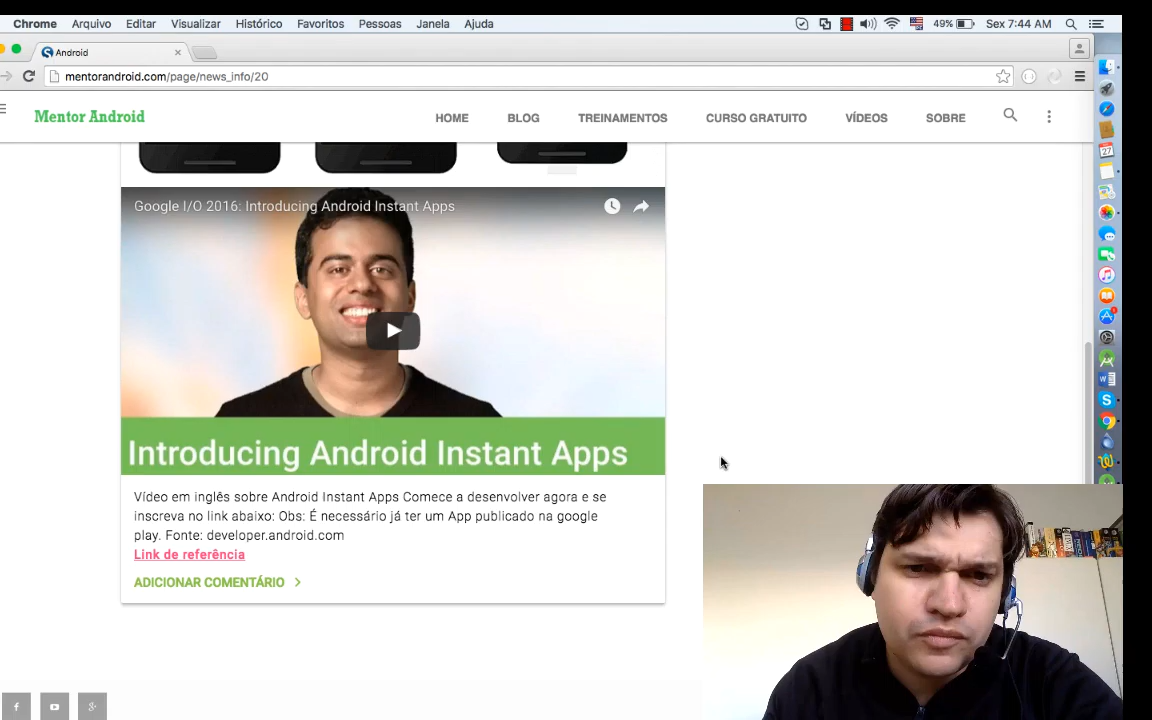 Chrome Arquivo Editar Visualizar Histórico Favoritos Pessoas Janela Ajuda 49% Sex 7:44 AM
Android
mentorandroid.com/page/news_info/20
Mentor Android HOME BLOG TREINAMENTOS CURSO GRATUITO VÍDEOS SOBRE
Google I/O 2016: Introducing Android Instant Apps
Introducing Android Instant Apps
Vídeo em inglês sobre Android Instant Apps Comece a desenvolver agora e se
inscreva no link abaixo: Obs: É necessário já ter um App publicado na google
play. Fonte: developer.android.com
Link de referência
ADICIONAR COMENTÁRIO